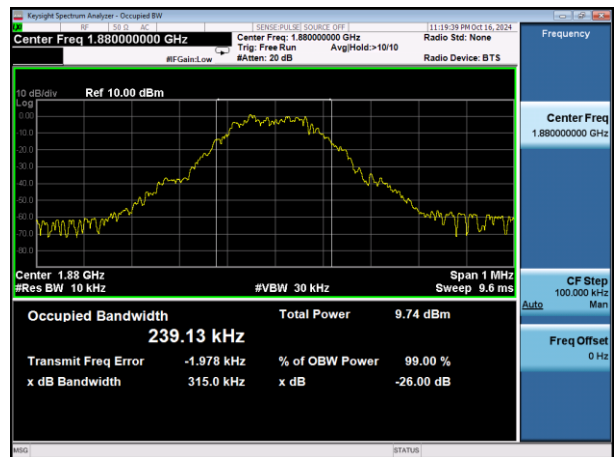 Keysight Spectrum Analyzer - Occupied BW
RF 50 Ω AC SENSE:PULSE SOURCE OFF 11:19:39 PM Oct 16, 2024
Center Freq 1.880000000 GHz Center Freq: 1.880000000 GHz Radio Std: None
Trig: Free Run Avg|Hold:>10/10
#IFGain:Low #Atten: 20 dB Radio Device: BTS
Frequency
10 dB/div Ref 10.00 dBm
Log
0.00
-10.0
-20.0
-30.0
-40.0
-50.0
-60.0
-70.0
-80.0
Center 1.88 GHz Span 1 MHz
#Res BW 10 kHz #VBW 30 kHz Sweep 9.6 ms
Occupied Bandwidth Total Power 9.74 dBm
239.13 kHz
Transmit Freq Error -1.978 kHz % of OBW Power 99.00 %
x dB Bandwidth 315.0 kHz x dB -26.00 dB
Center Freq
1.880000000 GHz
CF Step
100.000 kHz
Auto Man
Freq Offset
0 Hz
MSG STATUS